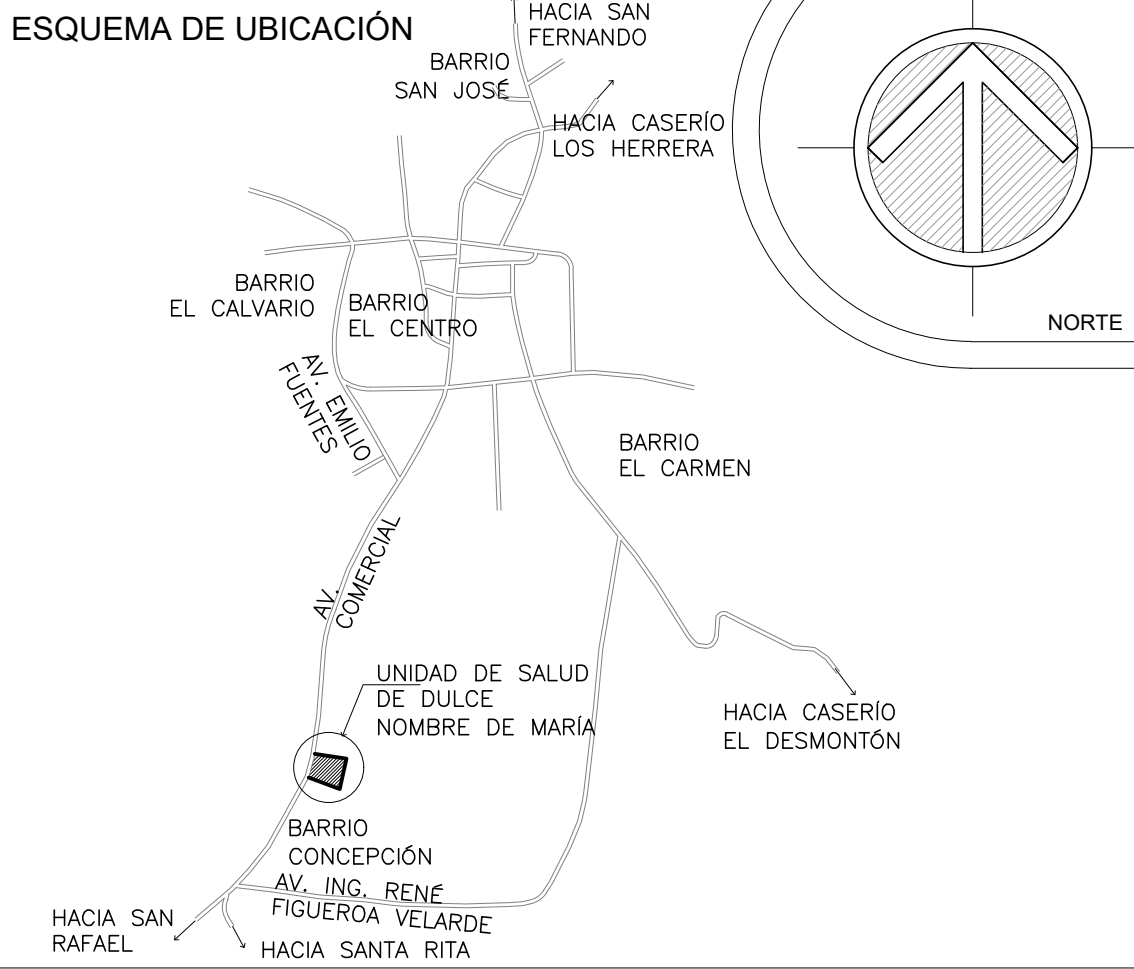 ESQUEMA DE UBICACIÓN
HACIA SAN
FERNANDO
BARRIO
SAN JOSÉ
HACIA CASERÍO
LOS HERRERA
NORTE
BARRIO
EL CALVARIO
BARRIO
EL CENTRO
AV. EMILIO
FUENTES
BARRIO
EL CARMEN
AV.
COMERCIAL
UNIDAD DE SALUD
DE DULCE
NOMBRE DE MARÍA
HACIA CASERÍO
EL DESMONTÓN
BARRIO
CONCEPCIÓN
AV. ING. RENÉ
FIGUEROA VELARDE
HACIA SAN
RAFAEL
HACIA SANTA RITA